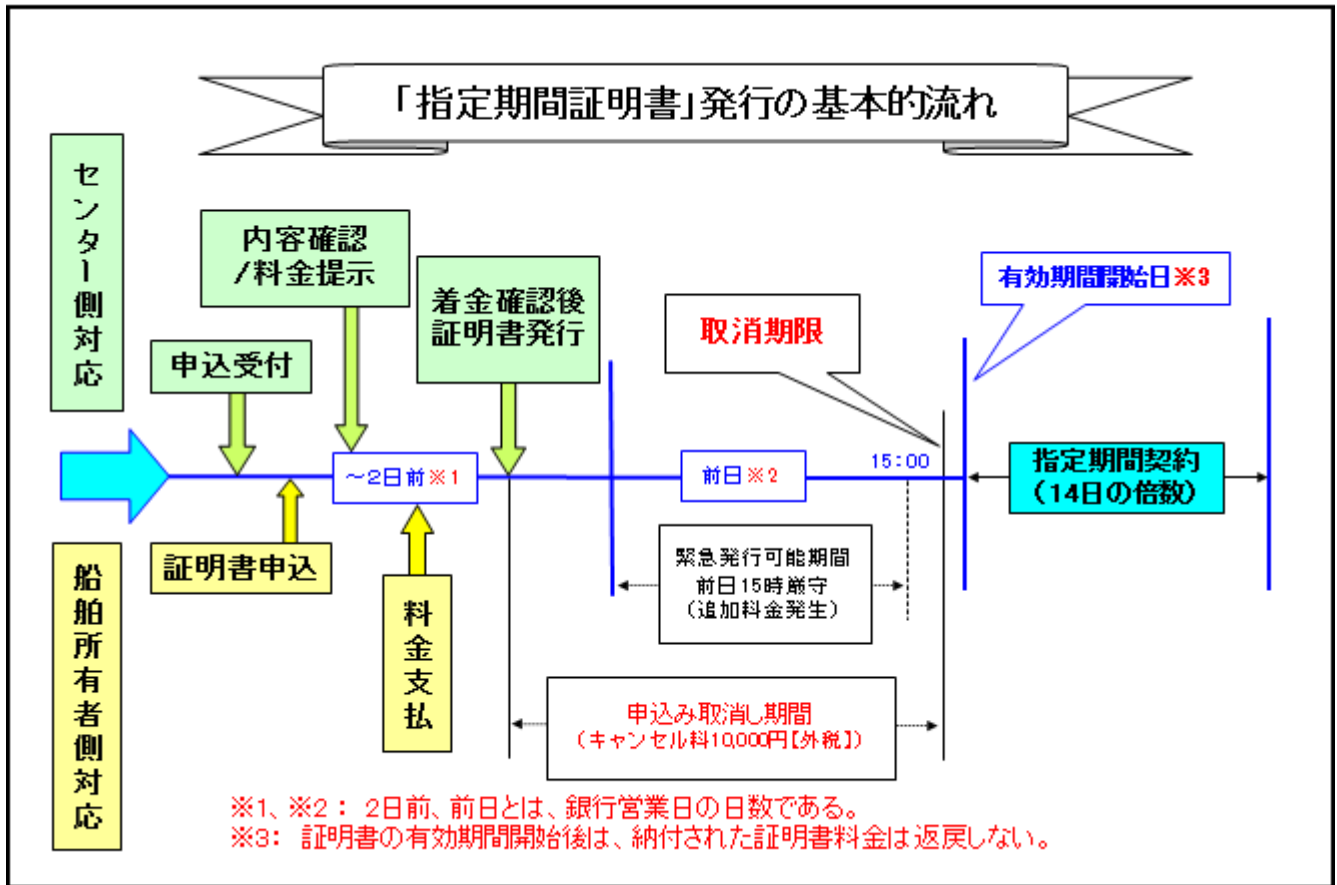 「指定期間証明書」発行の基本的流れ
センター側対応
内容確認
/料金提示
着金確認後
証明書発行
申込受付
取消期限
有効期間開始日※3
～2日前※1
前日※2
15:00
指定期間契約
（14日の倍数）
証明書申込
料金支払
緊急発行可能期間
前日15時厳守
（追加料金発生）
船舶所有者側対応
申込み取消し期間
（キャンセル料10,000円【外税】）
※1、※2： 2日前、前日とは、銀行営業日の日数である。
※3： 証明書の有効期間開始後は、納付された証明書料金は返戻しない。